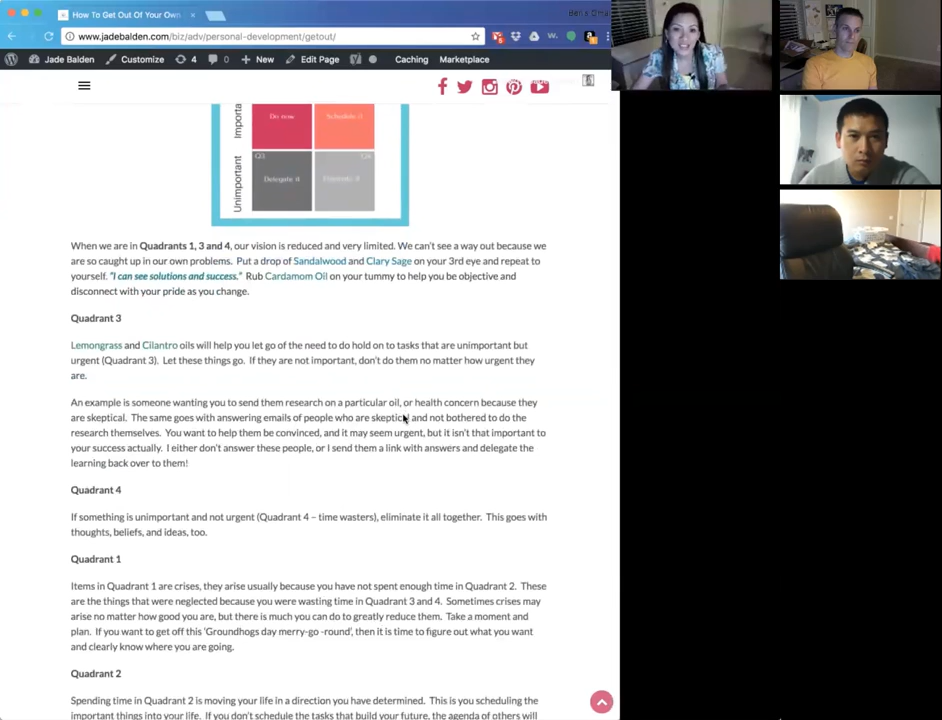 How To Get Out Of Your Own
www.jadebalden.com/biz/adv/personal-development/getout/
Jade Balden Customize 4 0 New Edit Page Caching Marketplace
Do now Schedule it
Q3 Q4
Delegate it Eliminate it
Unimportant
When we are in Quadrants 1, 3 and 4, our vision is reduced and very limited. We can't see a way out because we
are so caught up in our own problems. Put a drop of Sandalwood and Clary Sage on your 3rd eye and repeat to
yourself. "I can see solutions and success." Rub Cardamom Oil on your tummy to help you be objective and
disconnect with your pride as you change.
Quadrant 3
Lemongrass and Cilantro oils will help you let go of the need to do hold on to tasks that are unimportant but
urgent (Quadrant 3). Let these things go. If they are not important, don't do them no matter how urgent they
are.
An example is someone wanting you to send them research on a particular oil, or health concern because they
are skeptical. The same goes with answering emails of people who are skeptical and not bothered to do the
research themselves. You want to help them be convinced, and it may seem urgent, but it isn't that important to
your success actually. I either don't answer these people, or I send them a link with answers and delegate the
learning back over to them!
Quadrant 4
If something is unimportant and not urgent (Quadrant 4 – time wasters), eliminate it all together. This goes with
thoughts, beliefs, and ideas, too.
Quadrant 1
Items in Quadrant 1 are crises, they arise usually because you have not spent enough time in Quadrant 2. These
are the things that were neglected because you were wasting time in Quadrant 3 and 4. Sometimes crises may
arise no matter how good you are, but there is much you can do to greatly reduce them. Take a moment and
plan. If you want to get off this 'Groundhogs day merry-go -round', then it is time to figure out what you want
and clearly know where you are going.
Quadrant 2
Spending time in Quadrant 2 is moving your life in a direction you have determined. This is you scheduling the
important things into your life. If you don't schedule the tasks that build your future, the agenda of others will